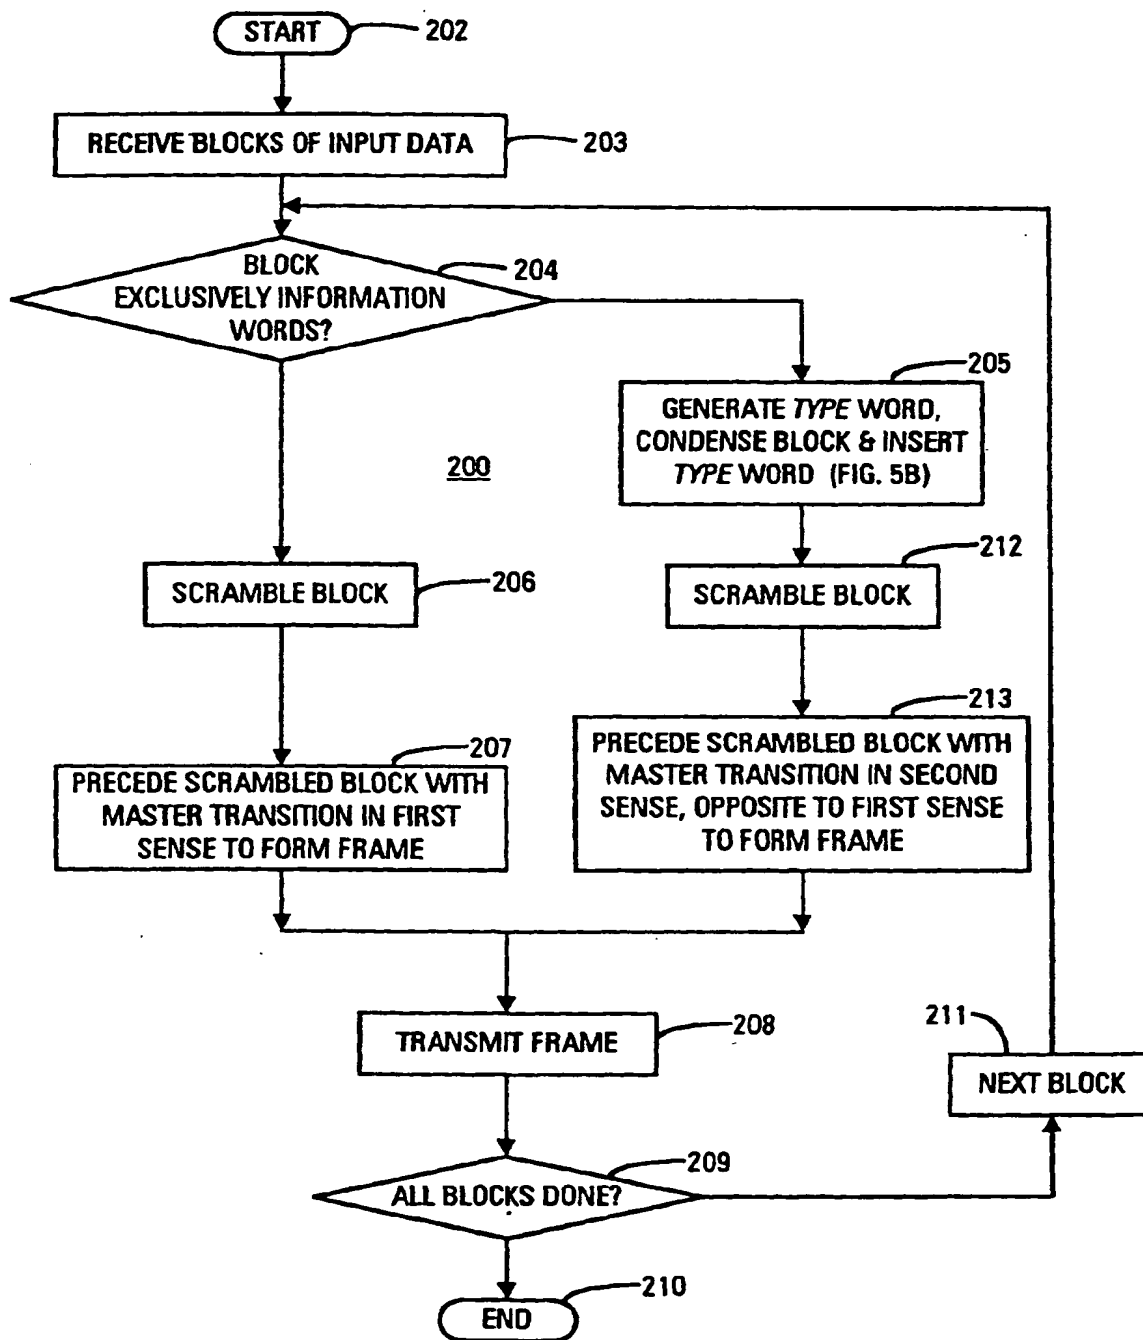 START
202
RECEIVE BLOCKS OF INPUT DATA
203
BLOCK
EXCLUSIVELY INFORMATION
WORDS?
204
205
GENERATE TYPE WORD,
CONDENSE BLOCK & INSERT
TYPE WORD (FIG. 5B)
200
SCRAMBLE BLOCK
206
212
SCRAMBLE BLOCK
207
PRECEDE SCRAMBLED BLOCK WITH
MASTER TRANSITION IN FIRST
SENSE TO FORM FRAME
213
PRECEDE SCRAMBLED BLOCK WITH
MASTER TRANSITION IN SECOND
SENSE, OPPOSITE TO FIRST SENSE
TO FORM FRAME
TRANSMIT FRAME
208
211
NEXT BLOCK
ALL BLOCKS DONE?
209
END
210